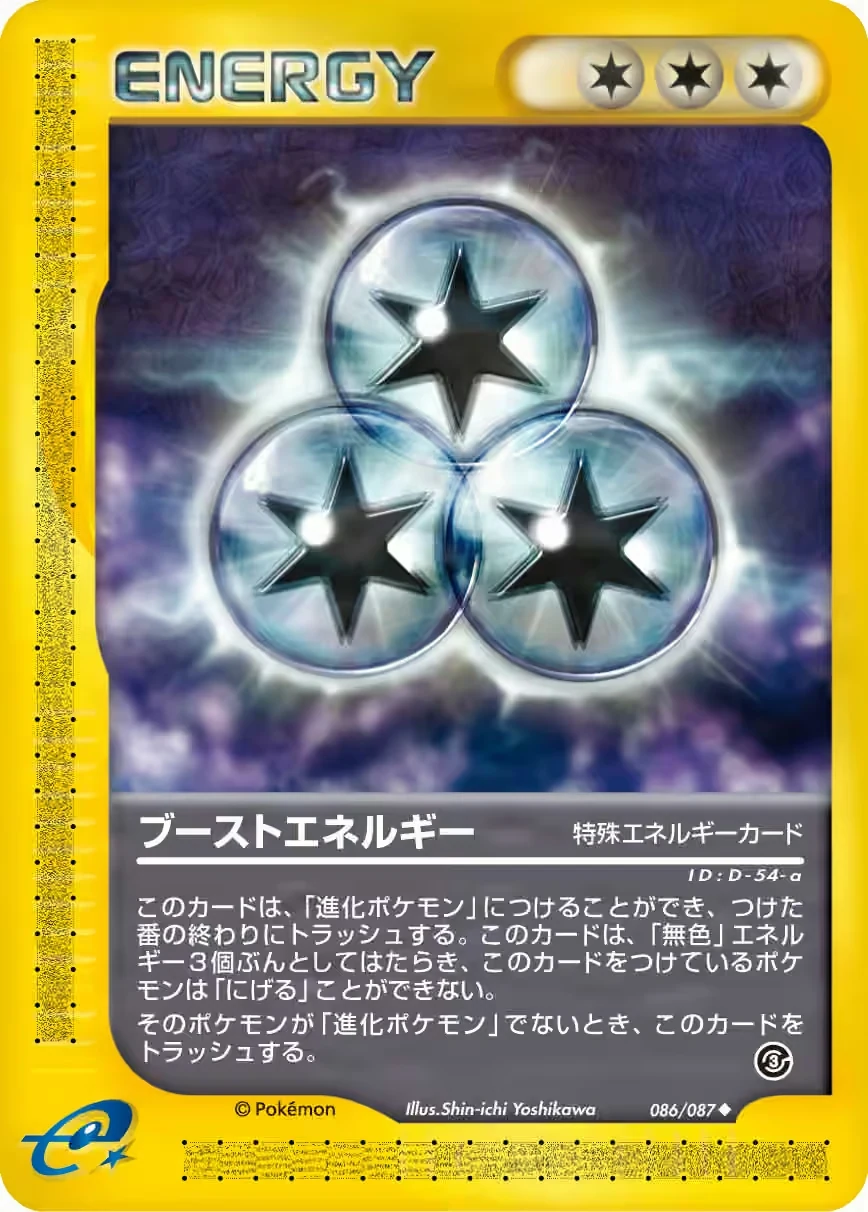 ENERGY
ブーストエネルギー 特殊エネルギーカード
ID:D-54-a
このカードは、「進化ポケモン」につけることができ、つけた
番の終わりにトラッシュする。このカードは、「無色」エネル
ギー3個ぶんとしてはたらき、このカードをつけているポケ
モンは「にげる」ことができない。
そのポケモンが「進化ポケモン」でないとき、このカードを
トラッシュする。
3
© Pokémon Illus.Shin-ichi Yoshikawa 086/087◆
e